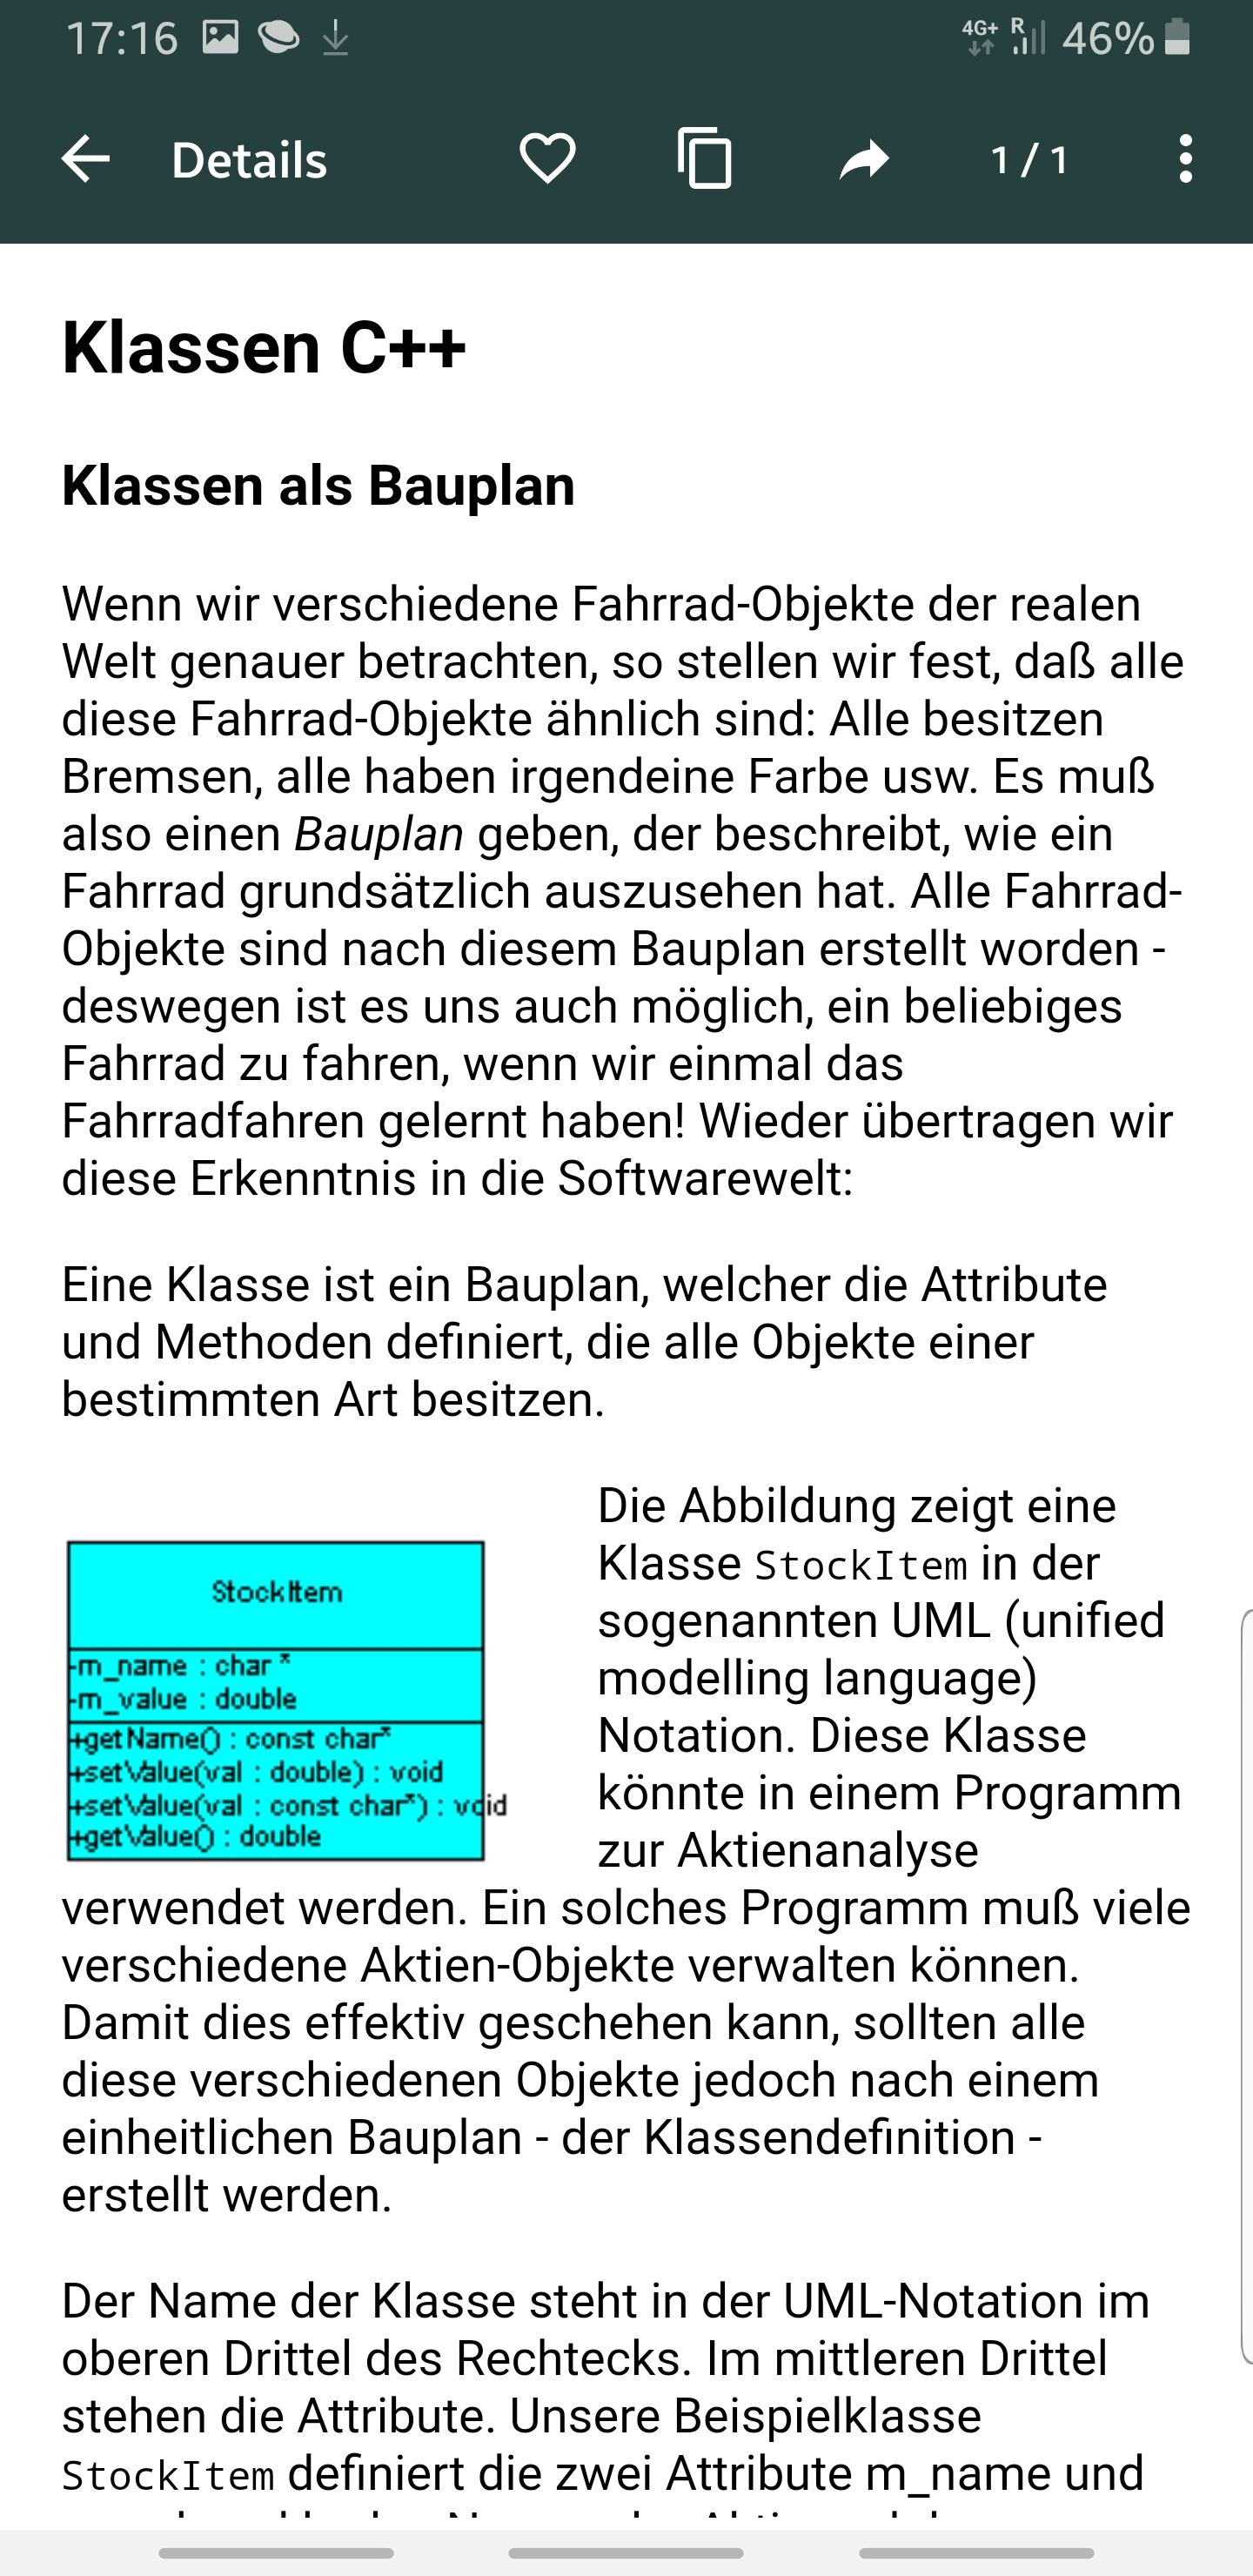 17:16
4G+ R 46%
Details
1 / 1
Klassen C++
Klassen als Bauplan
Wenn wir verschiedene Fahrrad-Objekte der realen
Welt genauer betrachten, so stellen wir fest, daß alle
diese Fahrrad-Objekte ähnlich sind: Alle besitzen
Bremsen, alle haben irgendeine Farbe usw. Es muß
also einen Bauplan geben, der beschreibt, wie ein
Fahrrad grundsätzlich auszusehen hat. Alle Fahrrad-
Objekte sind nach diesem Bauplan erstellt worden -
deswegen ist es uns auch möglich, ein beliebiges
Fahrrad zu fahren, wenn wir einmal das
Fahrradfahren gelernt haben! Wieder übertragen wir
diese Erkenntnis in die Softwarewelt:
Eine Klasse ist ein Bauplan, welcher die Attribute
und Methoden definiert, die alle Objekte einer
bestimmten Art besitzen.
StockItem
-m_name : char *
-m_value : double
+getName() : const char*
+setValue(val : double) : void
+setValue(val : const char*) : void
+getValue() : double
Die Abbildung zeigt eine
Klasse StockItem in der
sogenannten UML (unified
modelling language)
Notation. Diese Klasse
könnte in einem Programm
zur Aktienanalyse
verwendet werden. Ein solches Programm muß viele
verschiedene Aktien-Objekte verwalten können.
Damit dies effektiv geschehen kann, sollten alle
diese verschiedenen Objekte jedoch nach einem
einheitlichen Bauplan - der Klassendefinition -
erstellt werden.
Der Name der Klasse steht in der UML-Notation im
oberen Drittel des Rechtecks. Im mittleren Drittel
stehen die Attribute. Unsere Beispielklasse
StockItem definiert die zwei Attribute m_name und